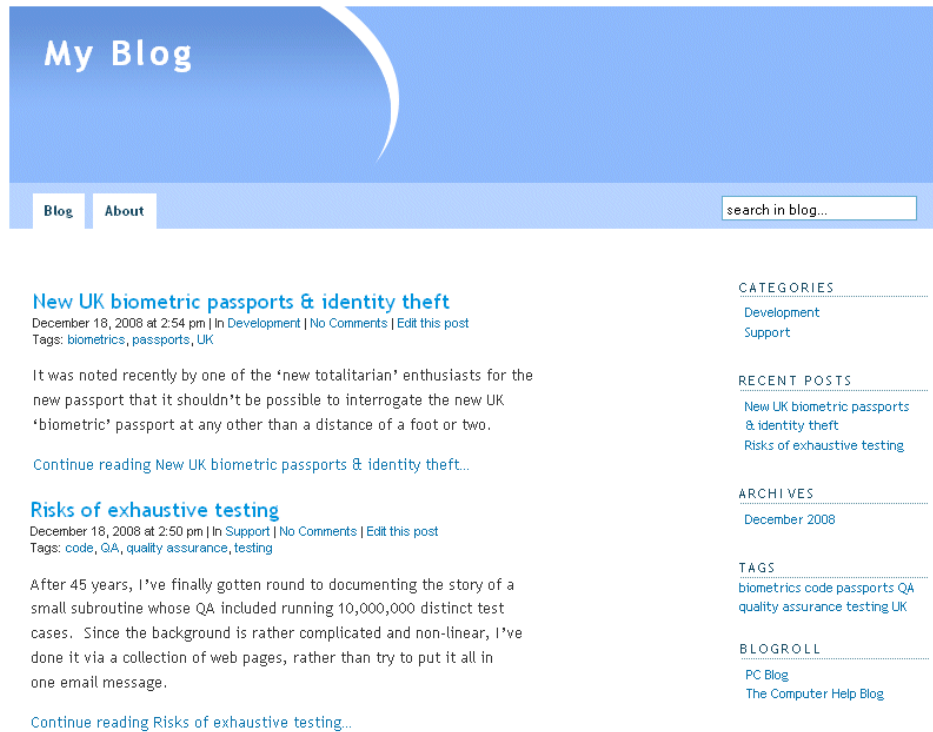 My Blog
Blog
About
search in blog...
New UK biometric passports & identity theft
December 18, 2008 at 2:54 pm | In Development | No Comments | Edit this post
Tags: biometrics, passports, UK
It was noted recently by one of the ‘new totalitarian’ enthusiasts for the
new passport that it shouldn’t be possible to interrogate the new UK
‘biometric’ passport at any other than a distance of a foot or two.
Continue reading New UK biometric passports & identity theft...
Risks of exhaustive testing
December 18, 2008 at 2:50 pm | In Support | No Comments | Edit this post
Tags: code, QA, quality assurance, testing
After 45 years, I’ve finally gotten round to documenting the story of a
small subroutine whose QA included running 10,000,000 distinct test
cases.  Since the background is rather complicated and non-linear, I’ve
done it via a collection of web pages, rather than try to put it all in
one email message.
Continue reading Risks of exhaustive testing...
CATEGORIES
Development
Support
RECENT POSTS
New UK biometric passports
& identity theft
Risks of exhaustive testing
ARCHIVES
December 2008
TAGS
biometrics code passports QA
quality assurance testing UK
BLOGROLL
PC Blog
The Computer Help Blog